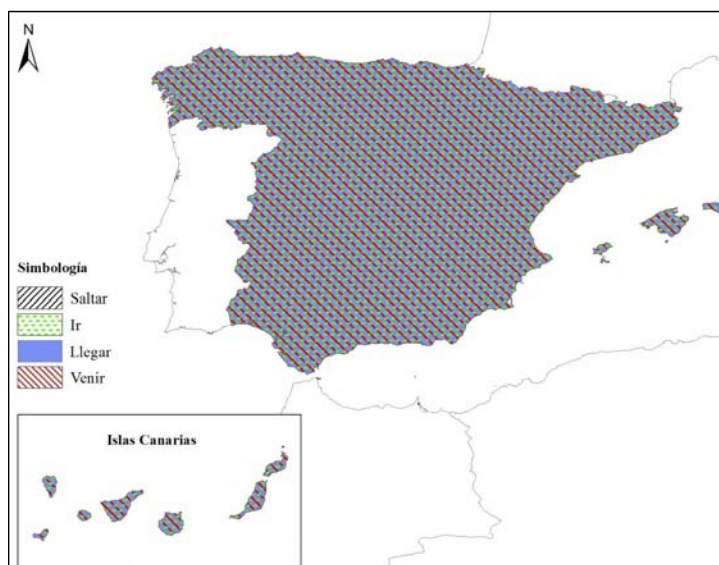 N
Simbología
Saltar
Ir
Llegar
Venir
Islas Canarias